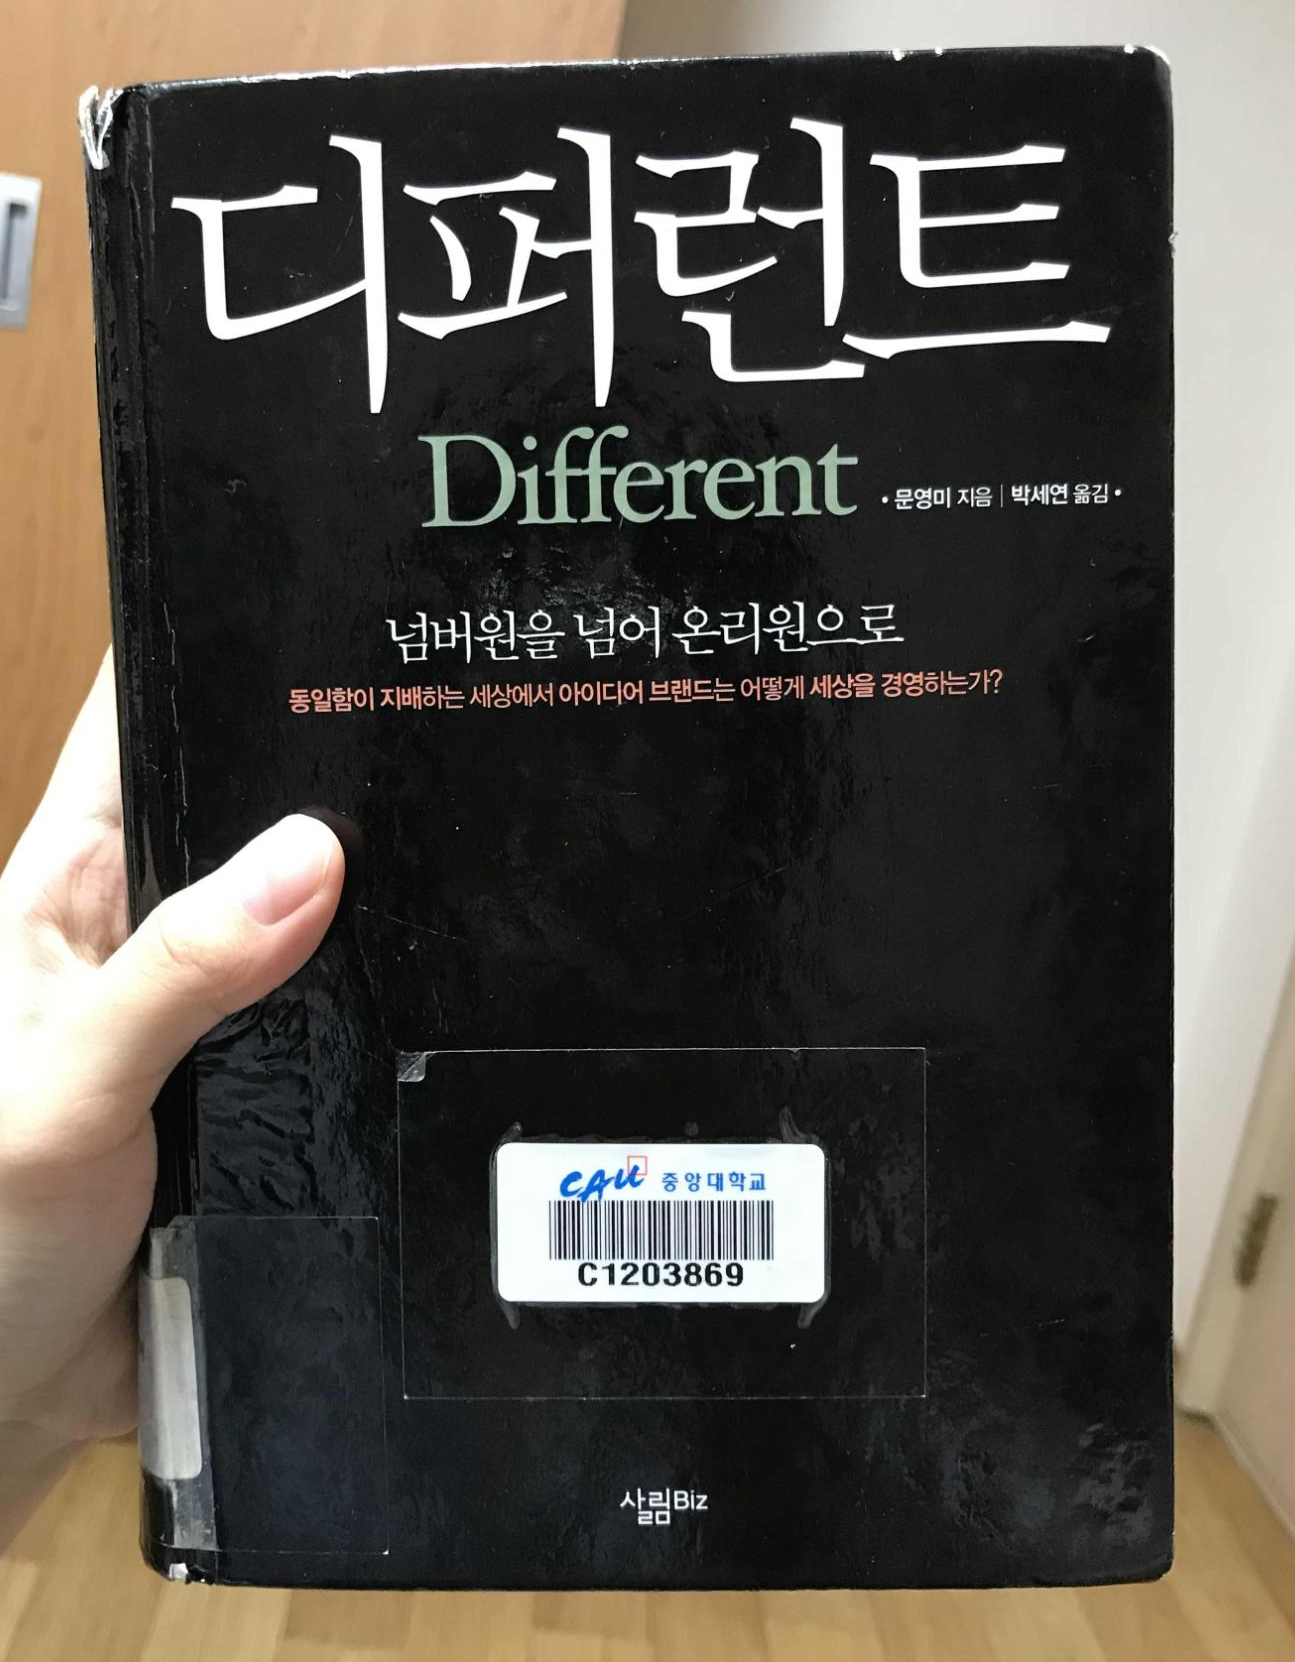 디퍼런트
Different
• 문영미 지음 | 박세연 옮김 •
넘버원을 넘어 온리원으로
동일함이 지배하는 세상에서 아이디어 브랜드는 어떻게 세상을 경영하는가?
CAU 중앙대학교
C1203869
살림Biz